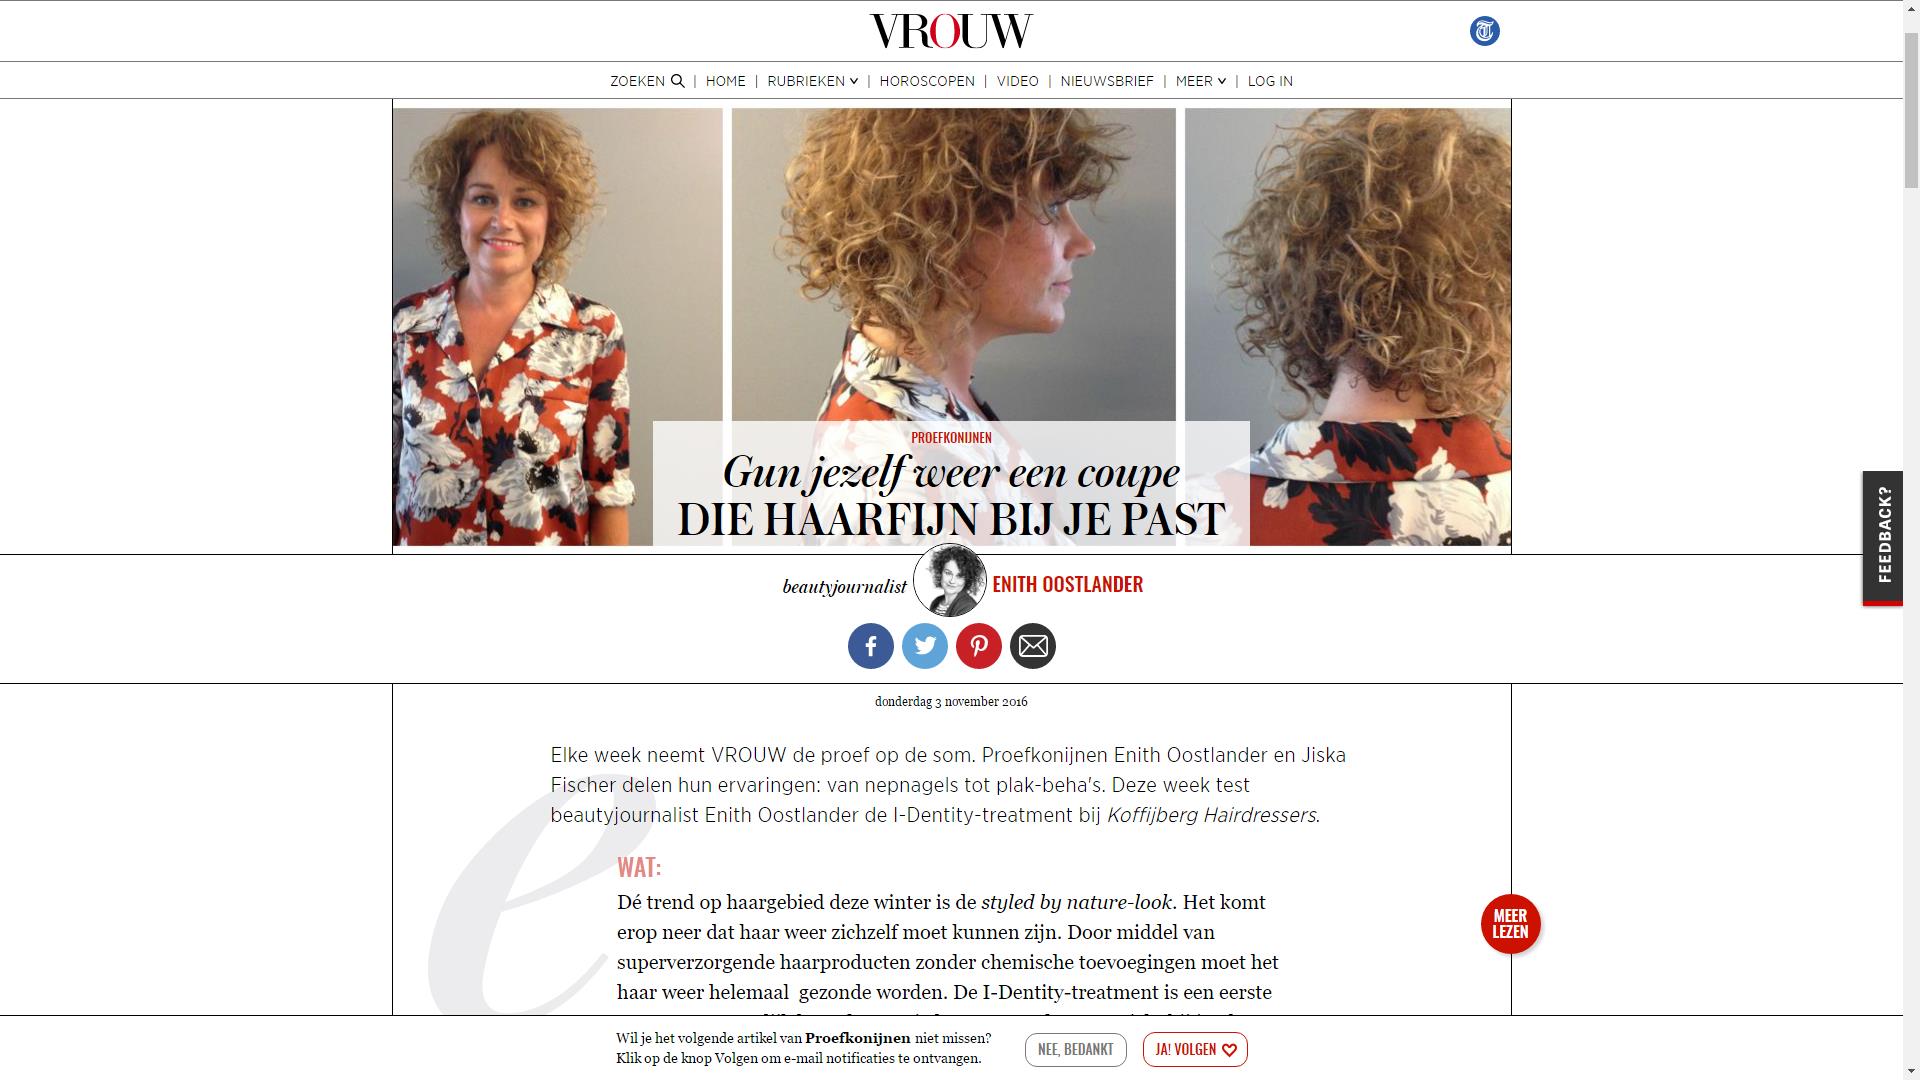 VROUW
ZOEKEN | HOME | RUBRIEKEN | HOROSCOPEN | VIDEO | NIEUWSBRIEF | MEER | LOG IN
PROEFKONIJNEN
Gun jezelf weer een coupe
DIE HAARFIJN BIJ JE PAST
FEEDBACK?
beautyjournalist ENITH OOSTLANDER
donderdag 3 november 2016
Elke week neemt VROUW de proef op de som. Proefkonijnen Enith Oostlander en Jiska
Fischer delen hun ervaringen: van nepnagels tot plak-beha's. Deze week test
beautyjournalist Enith Oostlander de I-Dentity-treatment bij Koffijberg Hairdressers.
WAT:
Dé trend op haargebied deze winter is de styled by nature-look. Het komt
erop neer dat haar weer zichzelf moet kunnen zijn. Door middel van
superverzorgende haarproducten zonder chemische toevoegingen moet het
haar weer helemaal  gezonde worden. De I-Dentity-treatment is een eerste
MEER
LEZEN
Wil je het volgende artikel van Proefkonijnen niet missen?
Klik op de knop Volgen om e-mail notificaties te ontvangen.
NEE, BEDANKT
JA! VOLGEN